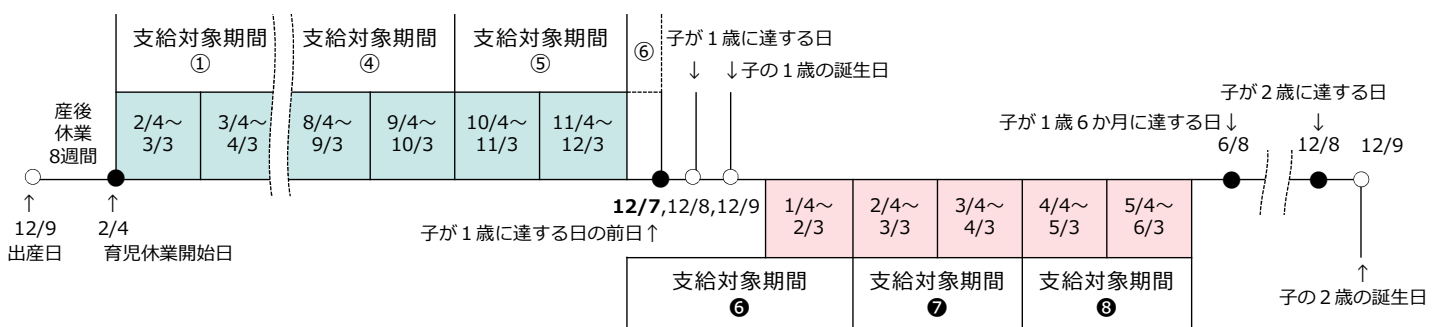 支給対象期間
①
支給対象期間
④
支給対象期間
⑤
⑥
子が１歳に達する日
↓
↓子の１歳の誕生日
産後
休業
8週間
2/4～
3/3
3/4～
4/3
8/4～
9/3
9/4～
10/3
10/4～
11/3
11/4～
12/3
子が２歳に達する日
子が１歳６か月に達する日↓
↓
6/8
12/8
12/9
↑
12/9
出産日
↑
2/4
育児休業開始日
12/7,12/8,12/9
子が１歳に達する日の前日↑
1/4～
2/3
2/4～
3/3
3/4～
4/3
4/4～
5/3
5/4～
6/3
支給対象期間
❻
支給対象期間
❼
支給対象期間
❽
↑
子の２歳の誕生日